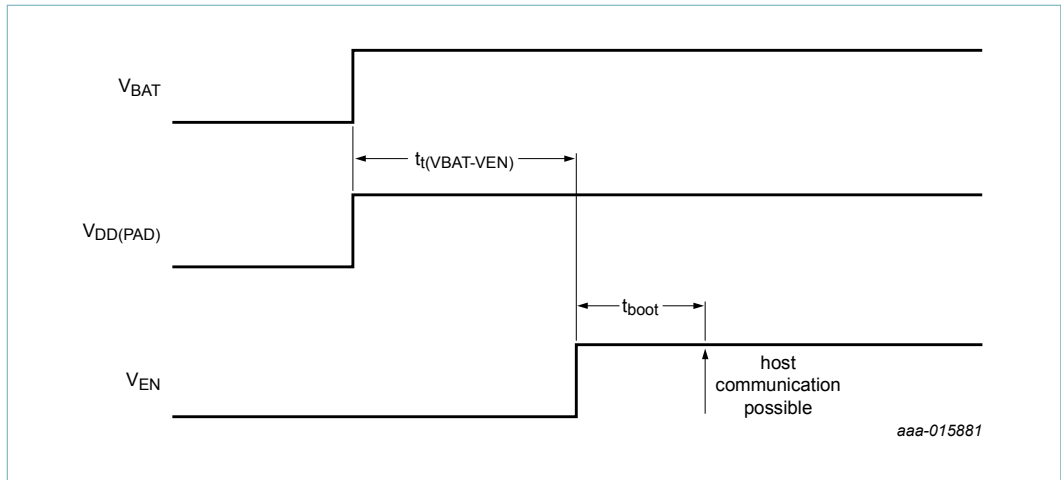 VBAT
tt(VBAT-VEN)
VDD(PAD)
tboot
VEN
host
communication
possible
aaa-015881